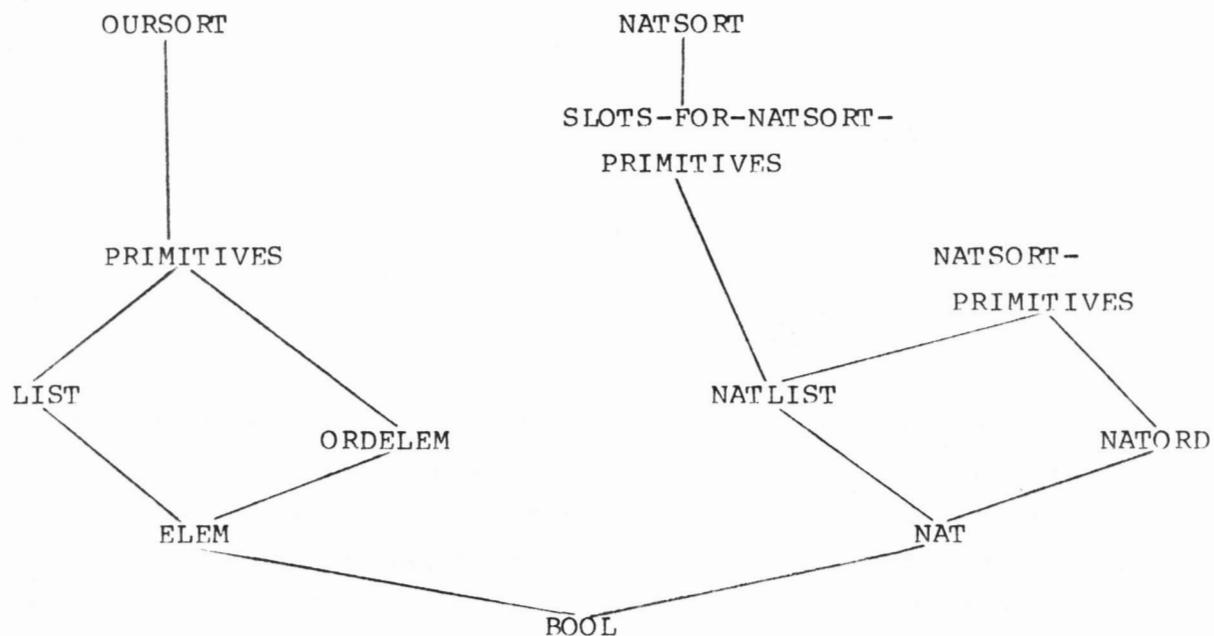 OURSORT NATSORT
SLOTS-FOR-NATSORT-
PRIMITIVES
PRIMITIVES NATSORT-
PRIMITIVES
LIST NATLIST
ORDELEM NATORD
ELEM NAT
BOOL